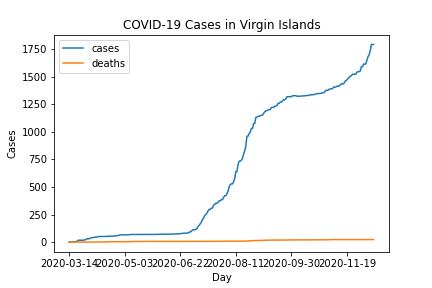 COVID-19 Cases in Virgin Islands
cases
deaths
1750
1500
1250
1000
750
500
250
0
Cases
2020-03-14 2020-05-03 2020-06-22 2020-08-11 2020-09-30 2020-11-19
Day